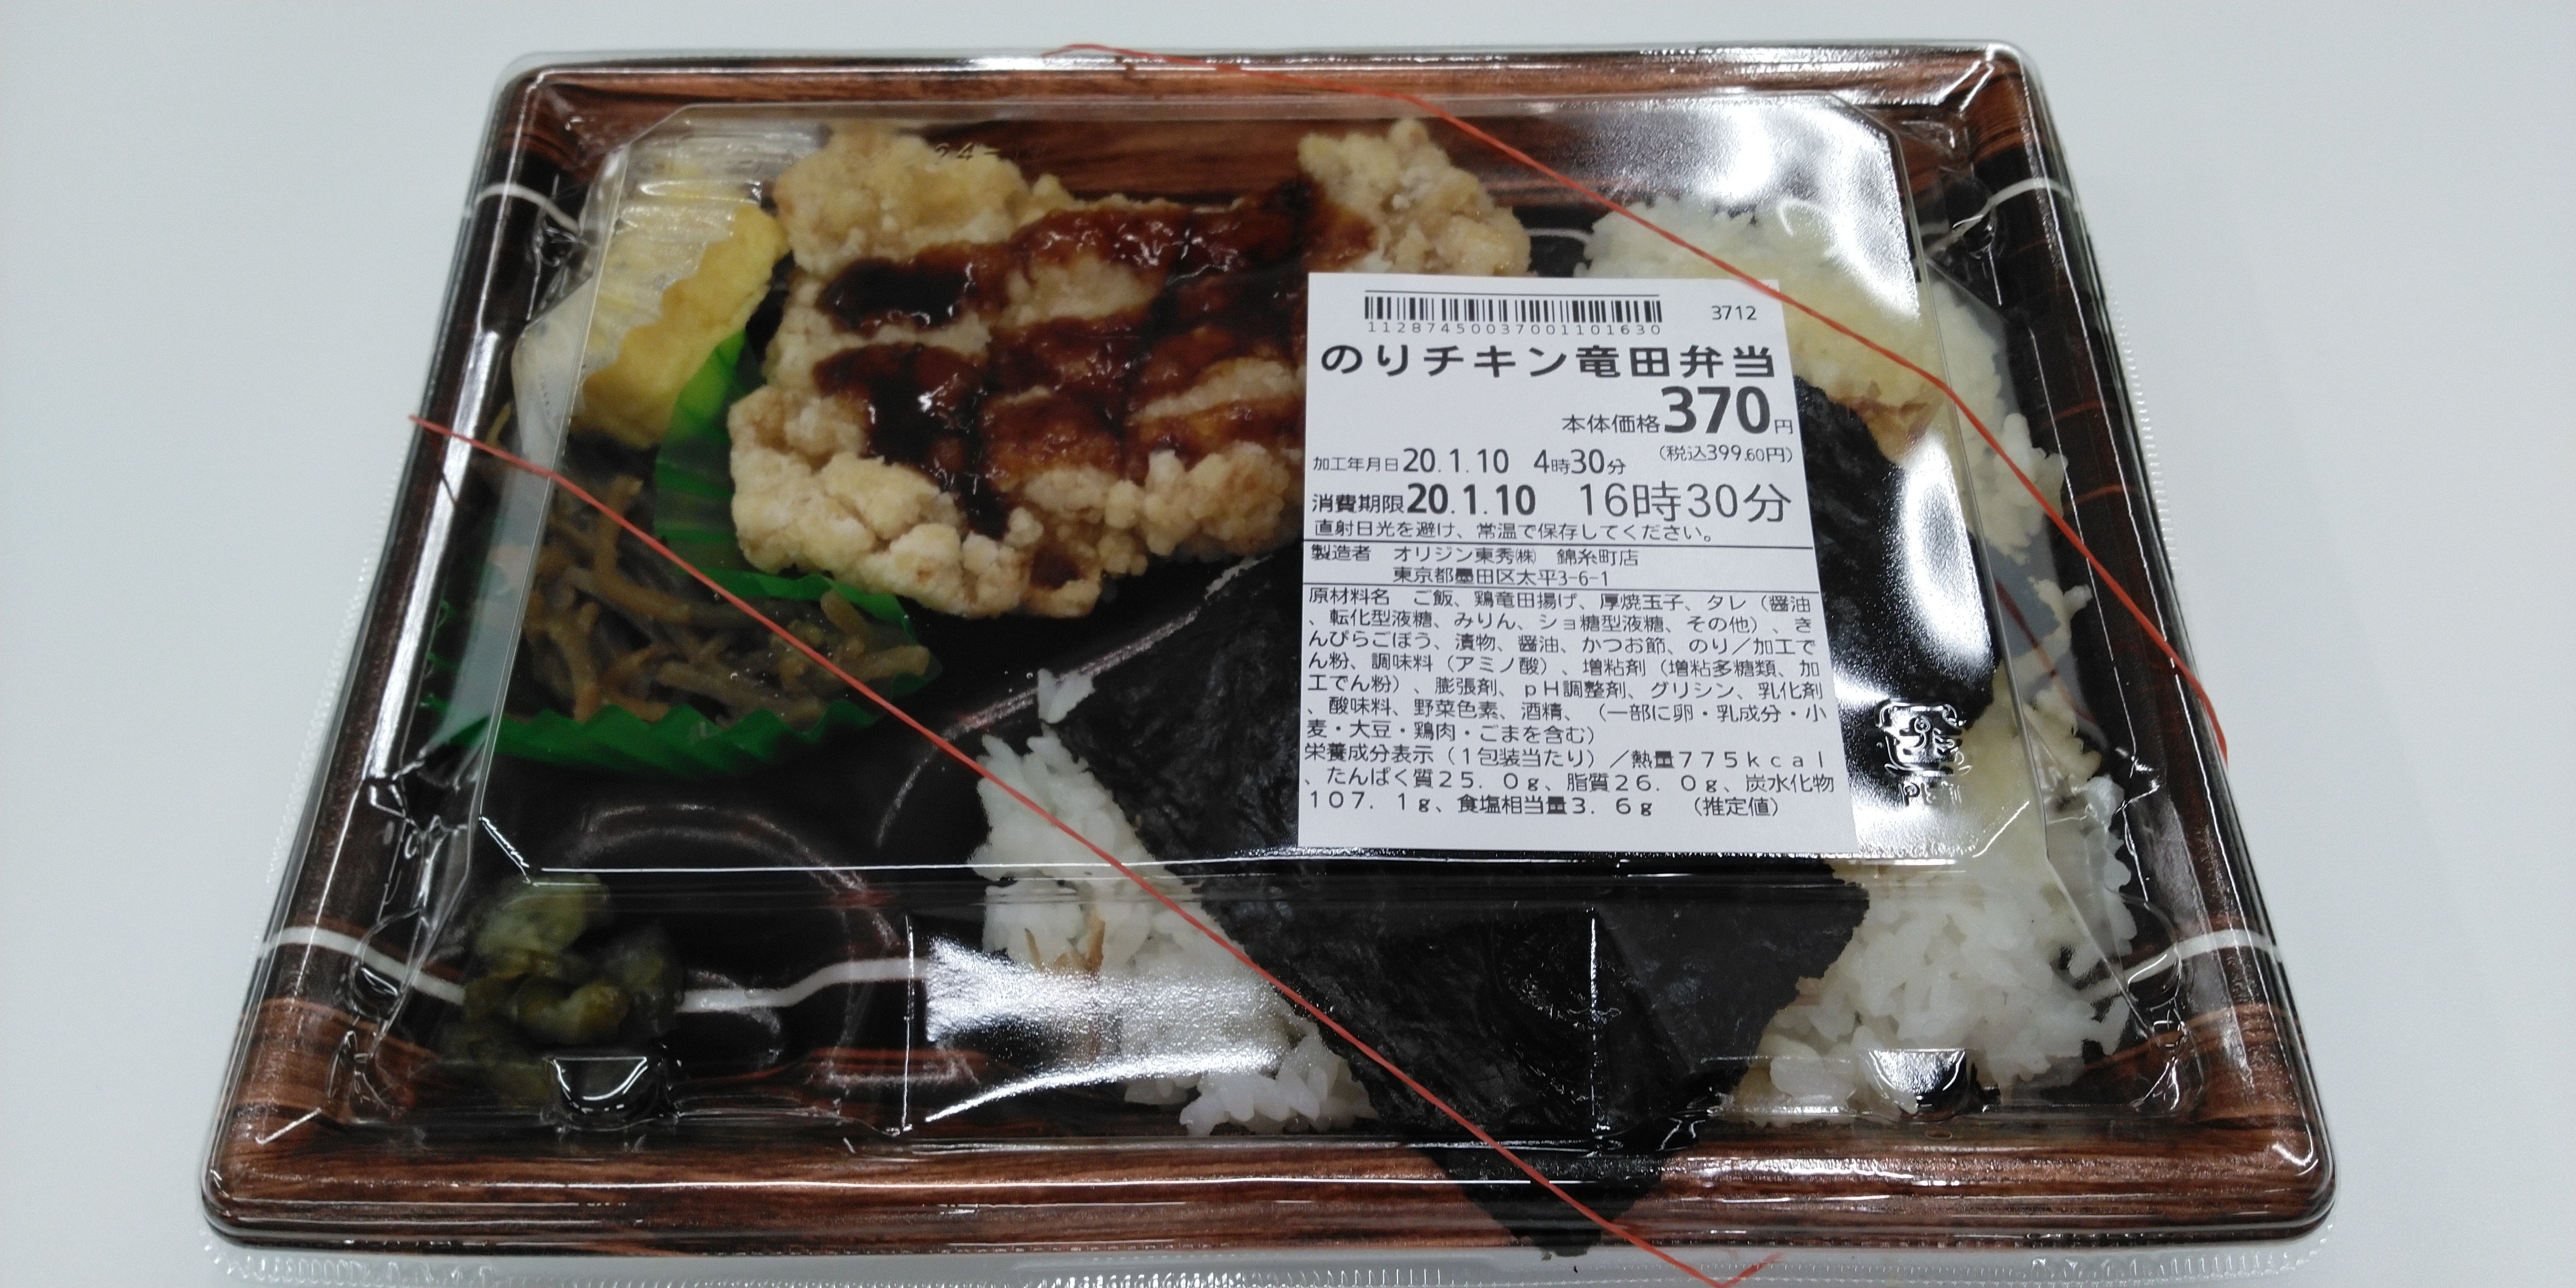 1128745003700110163​0
3712
のりチキン竜田弁当
本体価格370円
(税込399.60円)
加工年月日20.1.10 4時30分
消費期限20.1.10 16時30分
直射日光を避け、常温で保存してください。
製造者 オリジン東秀㈱ 錦糸町店
東京都墨田区太平3-6-1
原材料名 ご飯、鶏竜田揚げ、厚焼玉子、タレ（醤油
、転化型液糖、みりん、ショ糖型液糖、その他）、き
んぴらごぼう、漬物、醤油、かつお節、のり／加工で
ん粉、調味料（アミノ酸）、増粘剤（増粘多糖類、加
工でん粉）、膨張剤、ｐＨ調整剤、グリシン、乳化剤
、酸味料、野菜色素、酒精、（一部に卵・乳成分・小
麦・大豆・鶏肉・ごまを含む）
栄養成分表示（１包装当たり）／熱量７７５ｋｃａｌ
、たんぱく質２５．０ｇ、脂質２６．０ｇ、炭水化物
１０７．１ｇ、食塩相当量３．６ｇ （推定値）